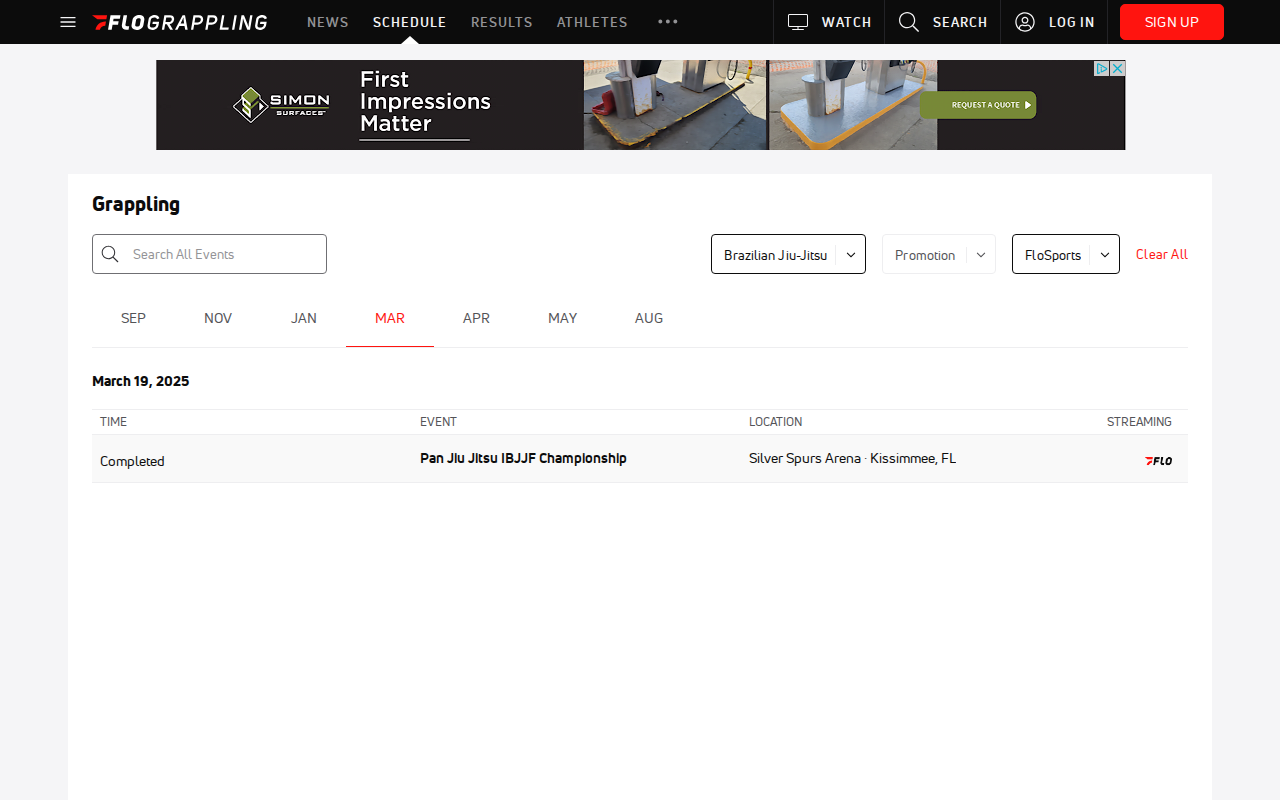 FLOGRAPPLING NEWS SCHEDULE RESULTS ATHLETES WATCH SEARCH LOG IN SIGN UP
SIMON
SURFACES
First
Impressions
Matter
REQUEST A QUOTE
Grappling
Search All Events
Brazilian Jiu-Jitsu Promotion FloSports Clear All
SEP NOV JAN MAR APR MAY AUG
March 19, 2025
TIME EVENT LOCATION STREAMING
Completed Pan Jiu Jitsu IBJJF Championship Silver Spurs Arena · Kissimmee, FL FLO